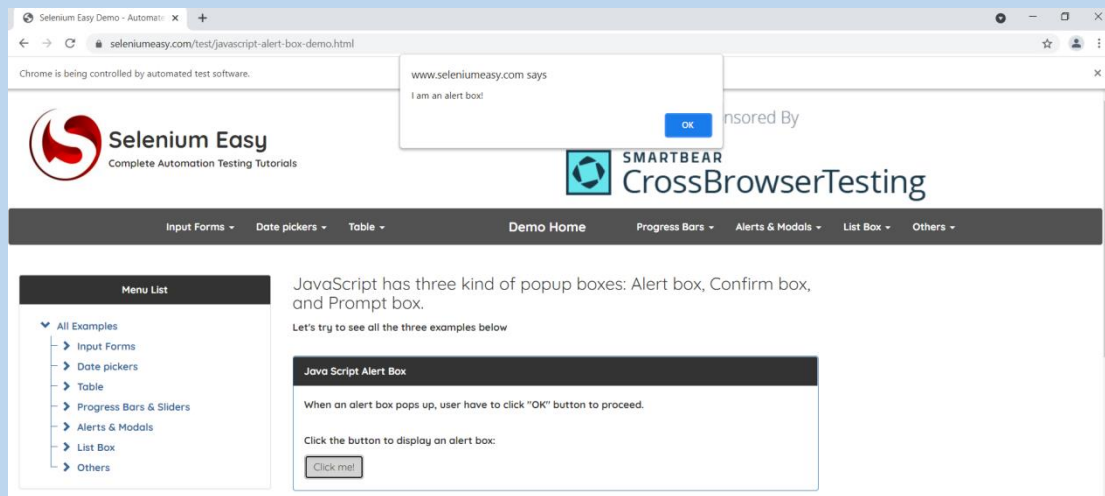 Selenium Easy Demo - Automate
seleniumeasy.com/test/javascript-alert-box-demo.html
Chrome is being controlled by automated test software.
www.seleniumeasy.com says
I am an alert box!
OK
Selenium Easy
Complete Automation Testing Tutorials
nsored By
SMARTBEAR
CrossBrowserTesting
Input Forms Date pickers Table Demo Home Progress Bars Alerts & Modals List Box Others
Menu List
All Examples
Input Forms
Date pickers
Table
Progress Bars & Sliders
Alerts & Modals
List Box
Others
JavaScript has three kind of popup boxes: Alert box, Confirm box,
and Prompt box.
Let's try to see all the three examples below
Java Script Alert Box
When an alert box pops up, user have to click "OK" button to proceed.
Click the button to display an alert box:
Click me!